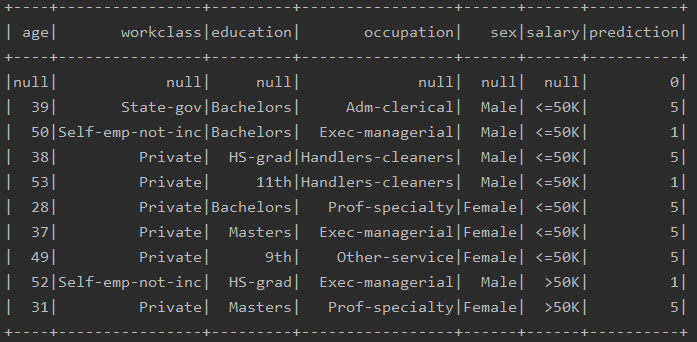 +----+----------------+---------+-----------------+------+------+----------+
| age|       workclass|education|       occupation|   sex|salary|prediction|
+----+----------------+---------+-----------------+------+------+----------+
|null|            null|     null|             null|  null|  null|         0|
|  39|       State-gov|Bachelors|     Adm-clerical|  Male| <=50K|         5|
|  50|Self-emp-not-inc|Bachelors|  Exec-managerial|  Male| <=50K|         1|
|  38|         Private|  HS-grad|Handlers-cleaners|  Male| <=50K|         5|
|  53|         Private|     11th|Handlers-cleaners|  Male| <=50K|         1|
|  28|         Private|Bachelors|   Prof-specialty|Female| <=50K|         5|
|  37|         Private|  Masters|  Exec-managerial|Female| <=50K|         5|
|  49|         Private|      9th|    Other-service|Female| <=50K|         5|
|  52|Self-emp-not-inc|  HS-grad|  Exec-managerial|  Male|  >50K|         1|
|  31|         Private|  Masters|   Prof-specialty|Female|  >50K|         5|
+----+----------------+---------+-----------------+------+------+----------+